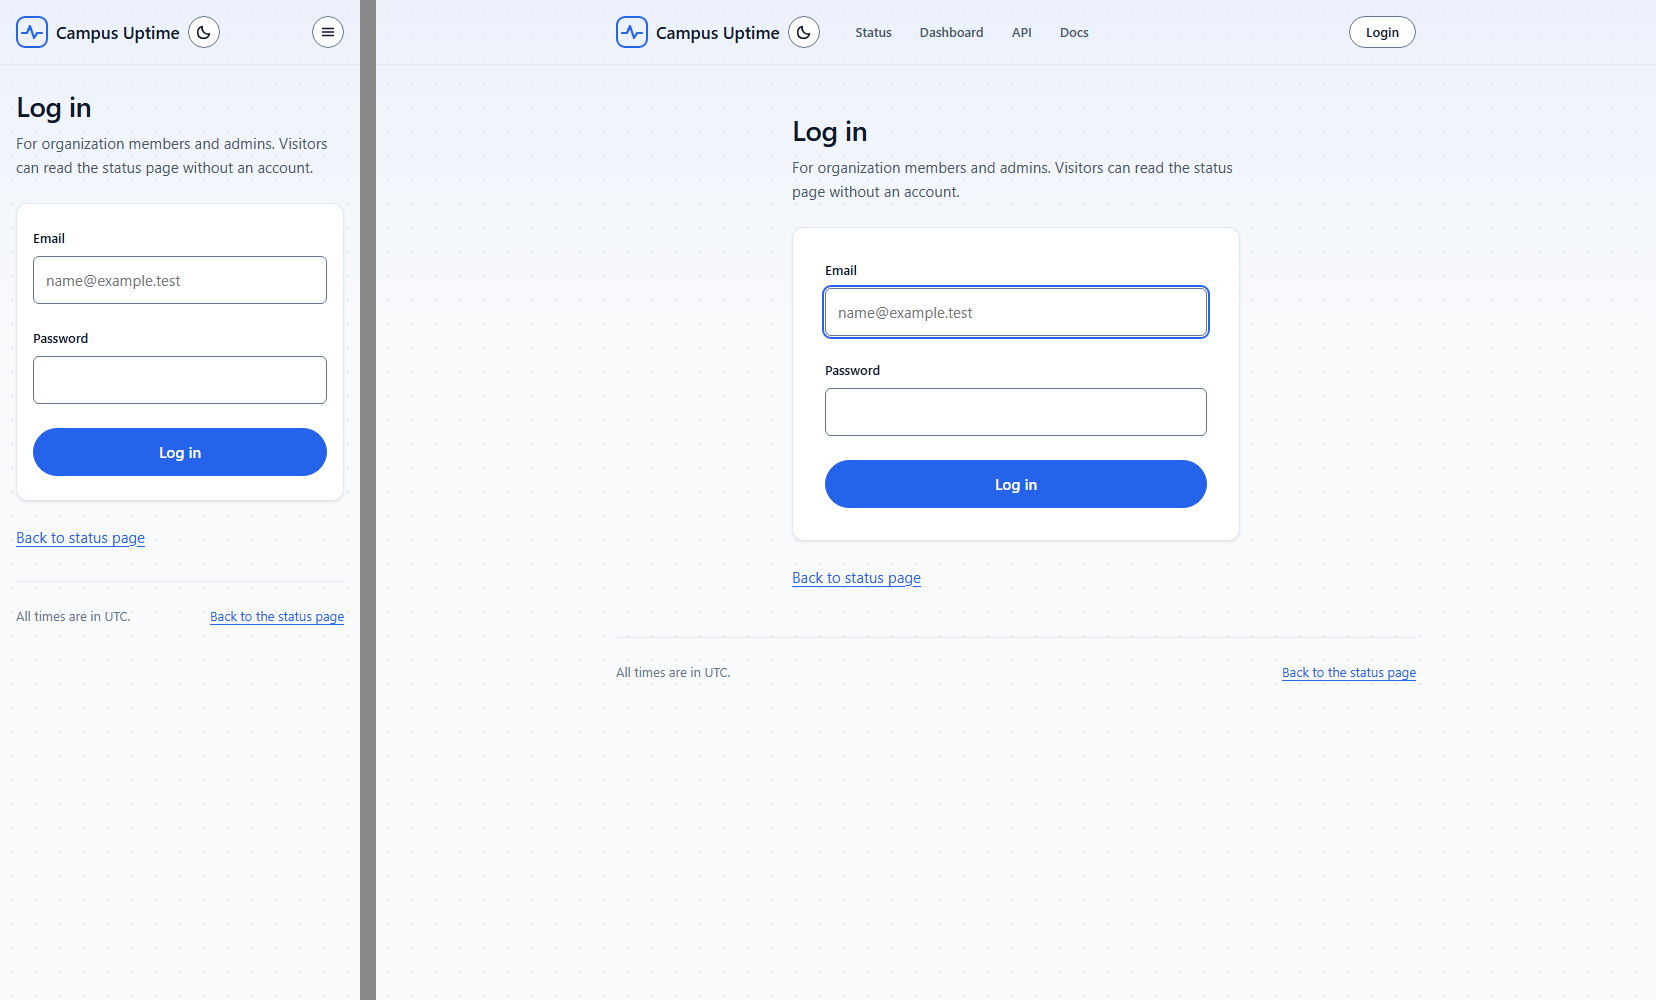 Campus Uptime
Log in
For organization members and admins. Visitors
can read the status page without an account.
Email
name@example.test
Password
Log in
Back to status page
All times are in UTC.
Back to the status page
Campus Uptime
Status
Dashboard
API
Docs
Login
Log in
For organization members and admins. Visitors can read the status
page without an account.
Email
name@example.test
Password
Log in
Back to status page
All times are in UTC.
Back to the status page